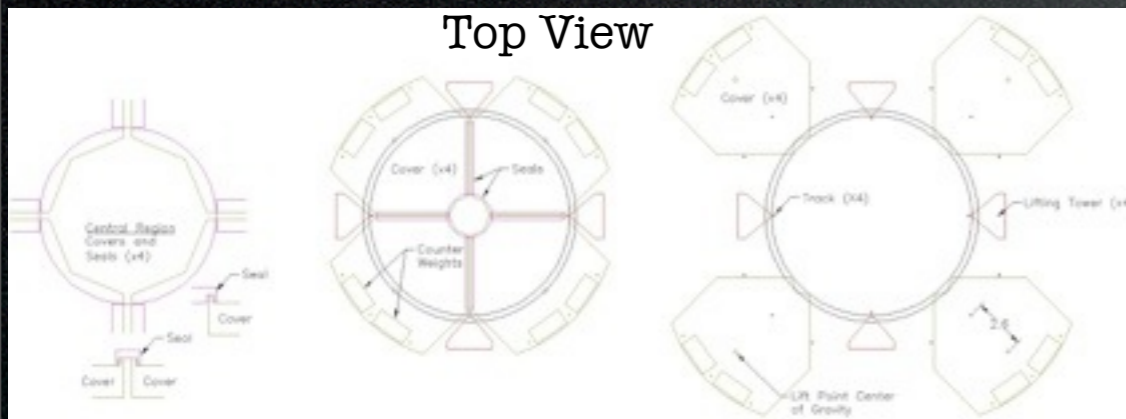 Top View
Central Region
Covers and
Seals (x4)
Seal
Cover
Seal
Cover
Cover
Cover (x4)
Seals
Counter
Weights
Cover (x4)
Track (X4)
Lifting Tower (x4
2.6
Lift Point Center
of Gravity